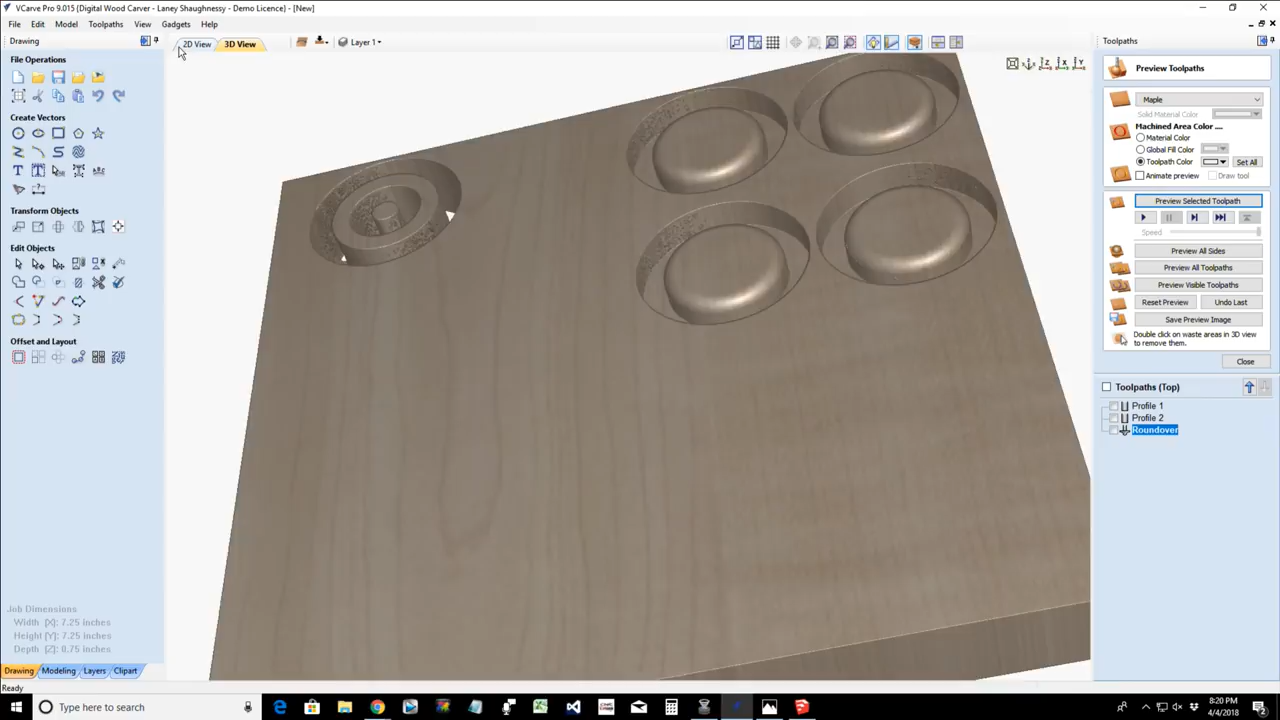 VCarve Pro 9.015 {Digital Wood Carver - Laney Shaughnessy - Demo Licence} - [New]
File Edit Model Toolpaths View Gadgets Help
Drawing
2D View
3D View
Layer 1
Toolpaths
File Operations
Create Vectors
Transform Objects
Edit Objects
Offset and Layout
Z
X
Y
Preview Toolpaths
Maple
Solid Material Color
Machined Area Color ....
Material Color
Global Fill Color
Toolpath Color
Set All
Animate preview
Draw tool
Preview Selected Toolpath
Speed
Preview All Sides
Preview All Toolpaths
Preview Visible Toolpaths
Reset Preview
Undo Last
Save Preview Image
Double click on waste areas in 3D view
to remove them.
Close
Toolpaths (Top)
Profile 1
Profile 2
Roundover
Job Dimensions
Width (X): 7.25 inches
Height (Y): 7.25 inches
Depth (Z): 0.75 inches
Drawing
Modeling
Layers
Clipart
Ready
Type here to search
8:20 PM
4/4/2018